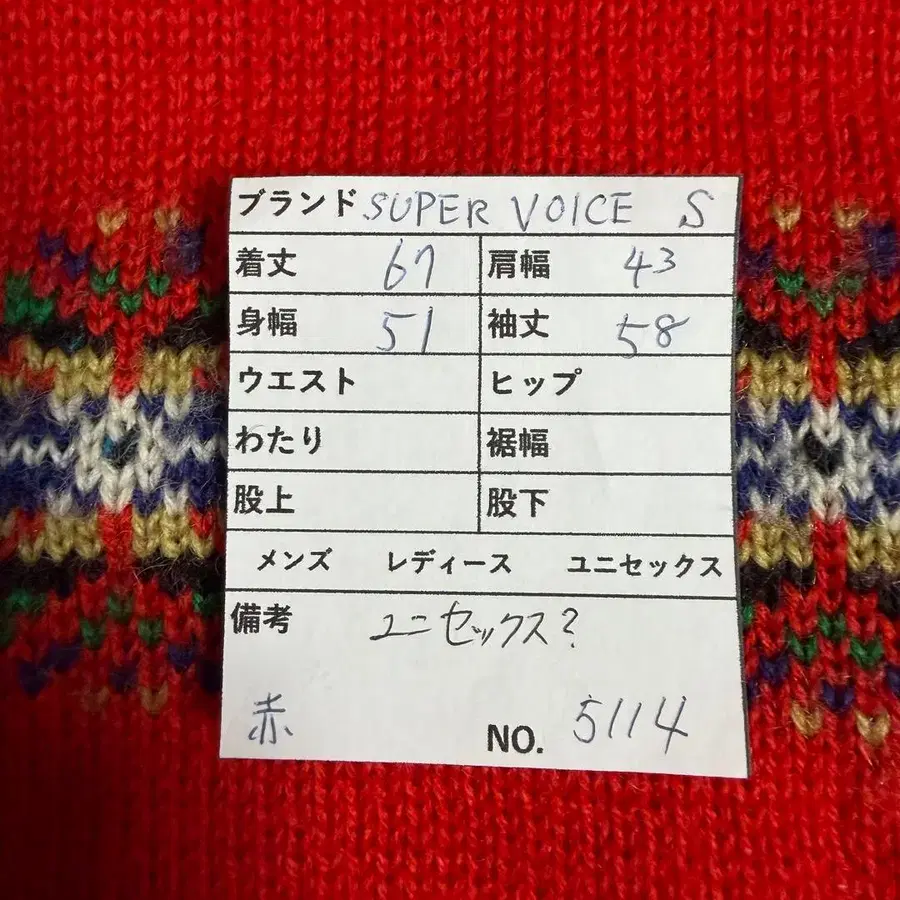 ブランド SUPER VOICE S
着丈 67 肩幅 43
身幅 51 袖丈 58
ウエスト ヒップ
わたり 裾幅
股上 股下
メンズ レディース ユニセックス
備考 ユニセックス?
赤 NO. 5114